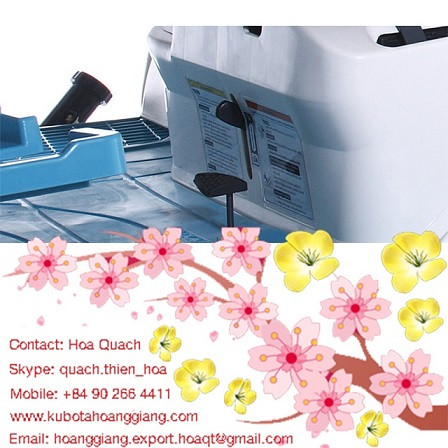 Contact: Hoa Quach
Skype: quach.thien_hoa
Mobile: +84 90 266 4411
www.kubotahoanggiang.com
Email: hoanggiang.export.hoaqt@gmail.com